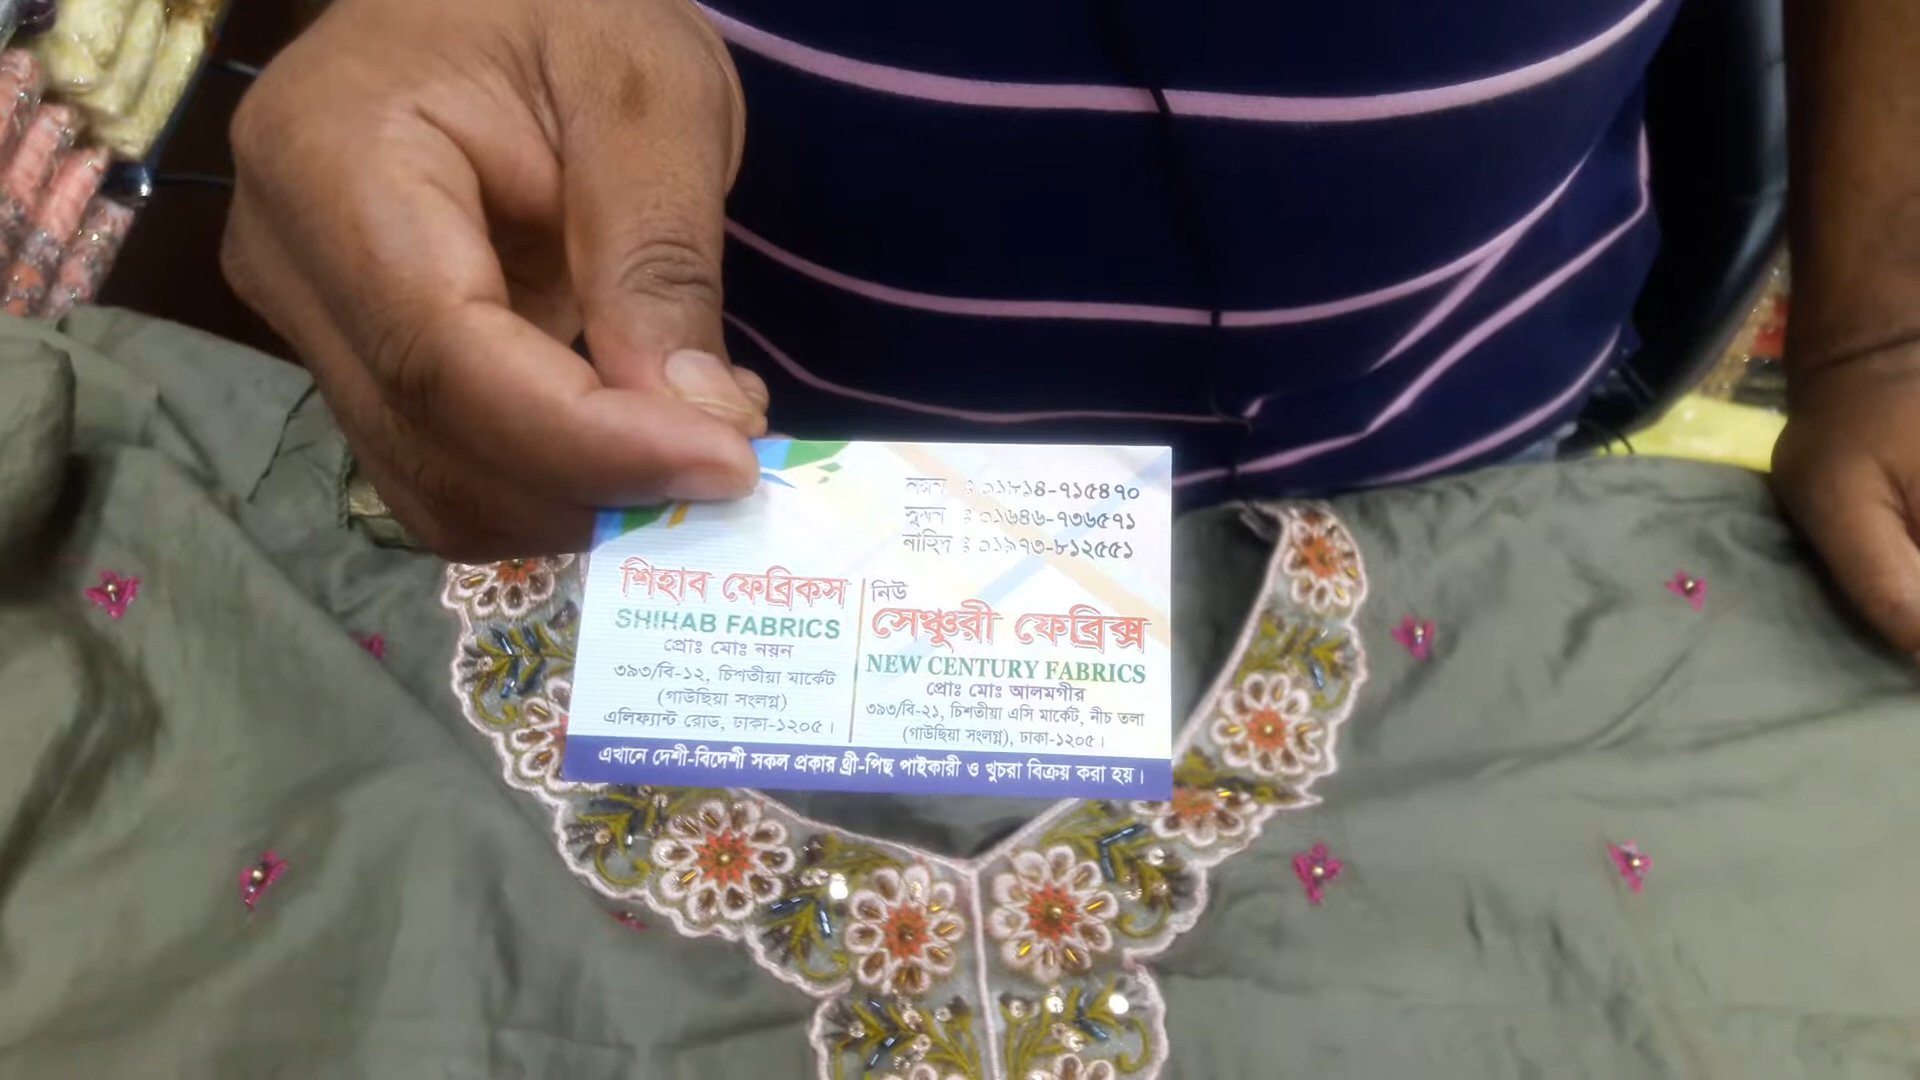 নয়ন : ০১৮১৪-৭১৫৪৭০
সুমন : ০১৬৪৬-৭৩৬৫৭১
নাহিদ : ০১৯৭৩-৮১২৫৫১
শিহাব ফেব্রিকস
SHIHAB FABRICS
প্রোঃ মোঃ নয়ন
৩৯৩/বি-১২, চিশতীয়া মার্কেট
(গাউছিয়া সংলগ্ন)
এলিফ্যান্ট রোড, ঢাকা-১২০৫।
নিউ
সেঞ্চুরী ফেব্রিক্স
NEW CENTURY FABRICS
প্রোঃ মোঃ আলমগীর
৩৯৩/বি-২১, চিশতীয়া এসি মার্কেট, নীচ তলা
(গাউছিয়া সংলগ্ন), ঢাকা-১২০৫।
এখানে দেশী-বিদেশী সকল প্রকার থ্রী-পিছ পাইকারী ও খুচরা বিক্রয় করা হয়।